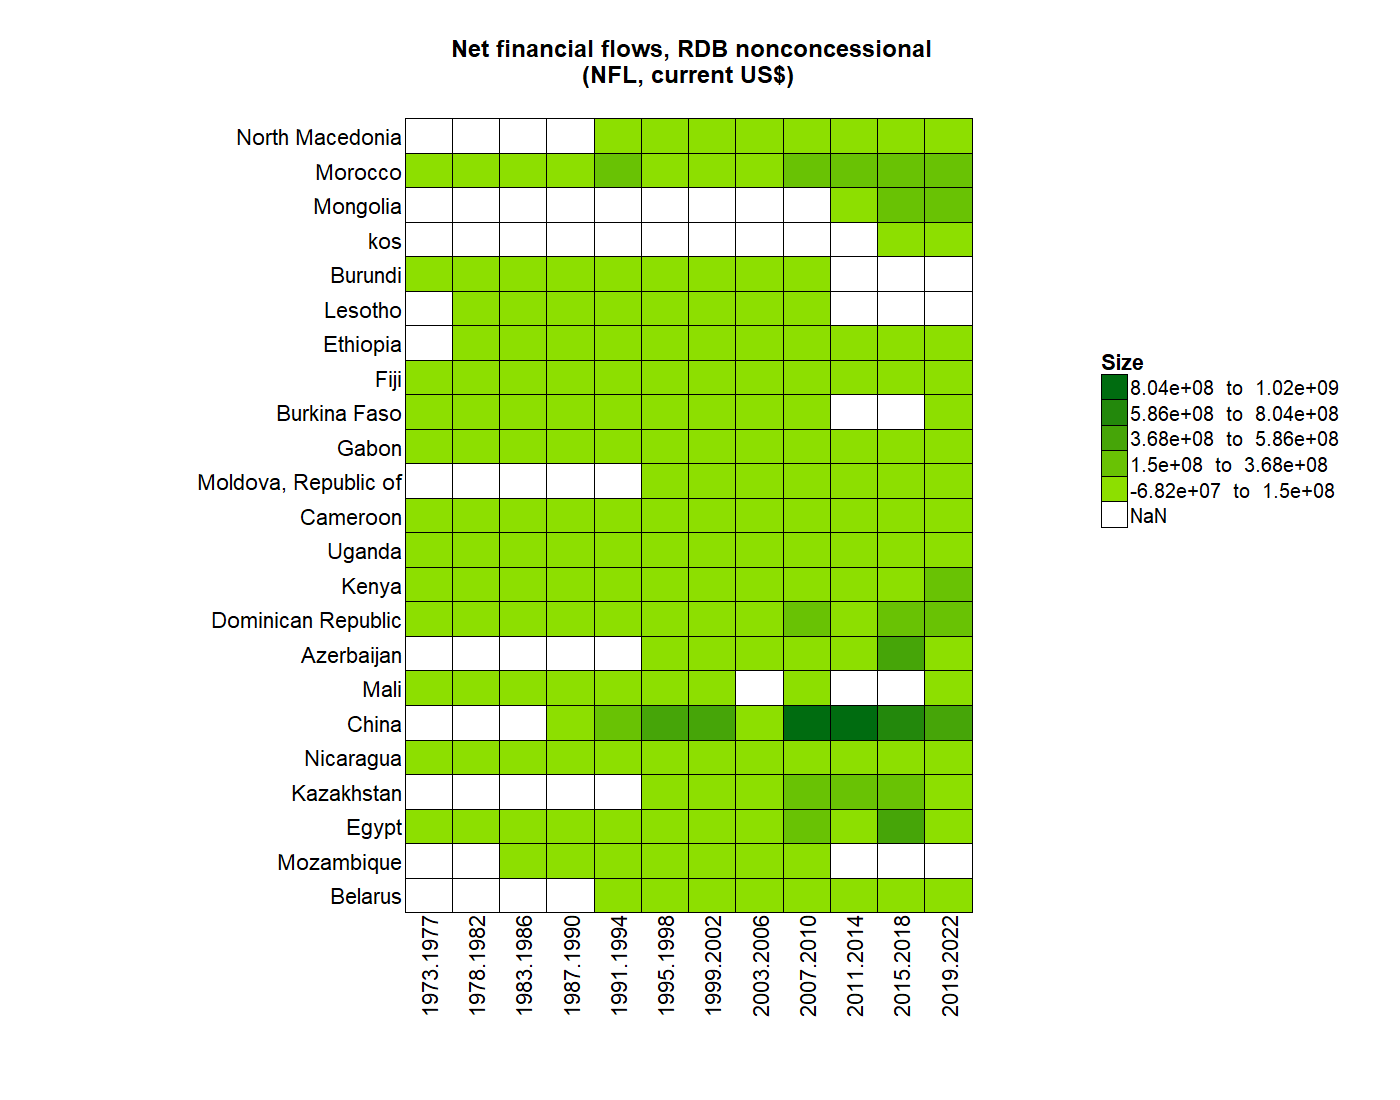 Net financial flows, RDB nonconcessional
(NFL, current US$)
North Macedonia
Morocco
Mongolia
kos
Burundi
Lesotho
Ethiopia
Fiji
Burkina Faso
Gabon
Moldova, Republic of
Cameroon
Uganda
Kenya
Dominican Republic
Azerbaijan
Mali
China
Nicaragua
Kazakhstan
Egypt
Mozambique
Belarus
1973.1977
1978.1982
1983.1986
1987.1990
1991.1994
1995.1998
1999.2002
2003.2006
2007.2010
2011.2014
2015.2018
2019.2022
Size
8.04e+08 to 1.02e+09
5.86e+08 to 8.04e+08
3.68e+08 to 5.86e+08
1.5e+08 to 3.68e+08
-6.82e+07 to 1.5e+08
NaN